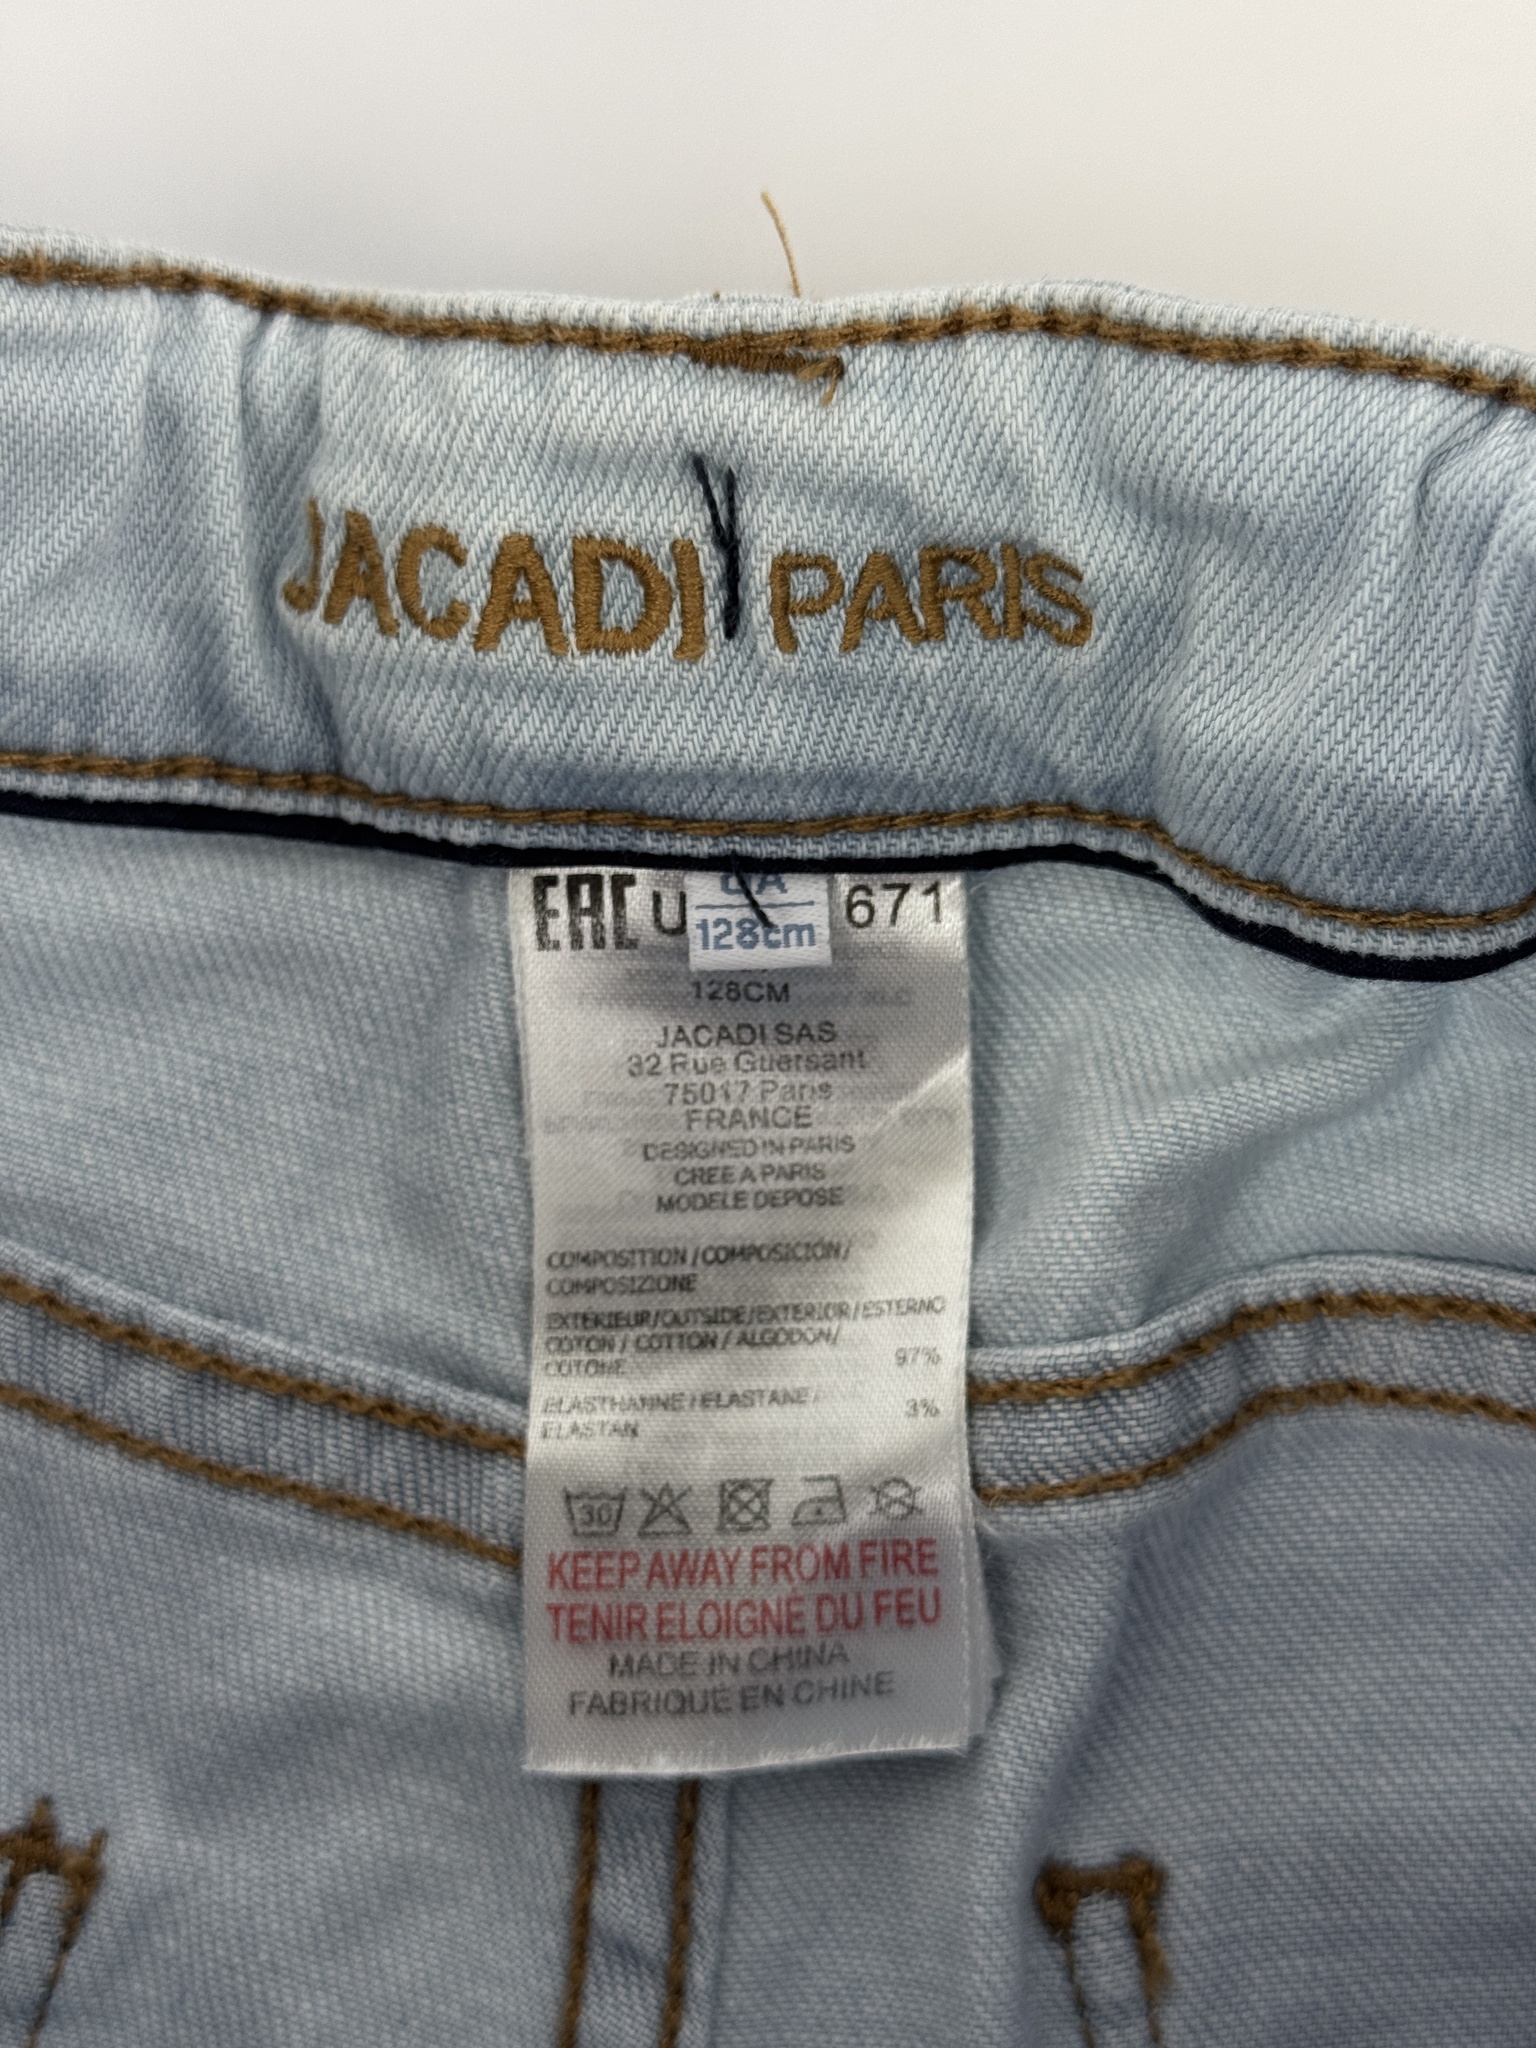 JACADI PARIS
EAC U 671
128cm
128CM
JACADI SAS
32 Rue Guersant
75017 Paris
FRANCE
DESIGNED IN PARIS
CREE A PARIS
MODELE DEPOSE
COMPOSITION / COMPOSICIÓN /
COMPOSIZIONE
EXTÉRIEUR/OUTSIDE/EXTERIOR/ESTERNO
COTON / COTTON / ALGODON/
COTONE 97%
ELASTHANNE / ELASTANE /
ELASTAN 3%
30
KEEP AWAY FROM FIRE
TENIR ELOIGNÉ DU FEU
MADE IN CHINA
FABRIQUE EN CHINE